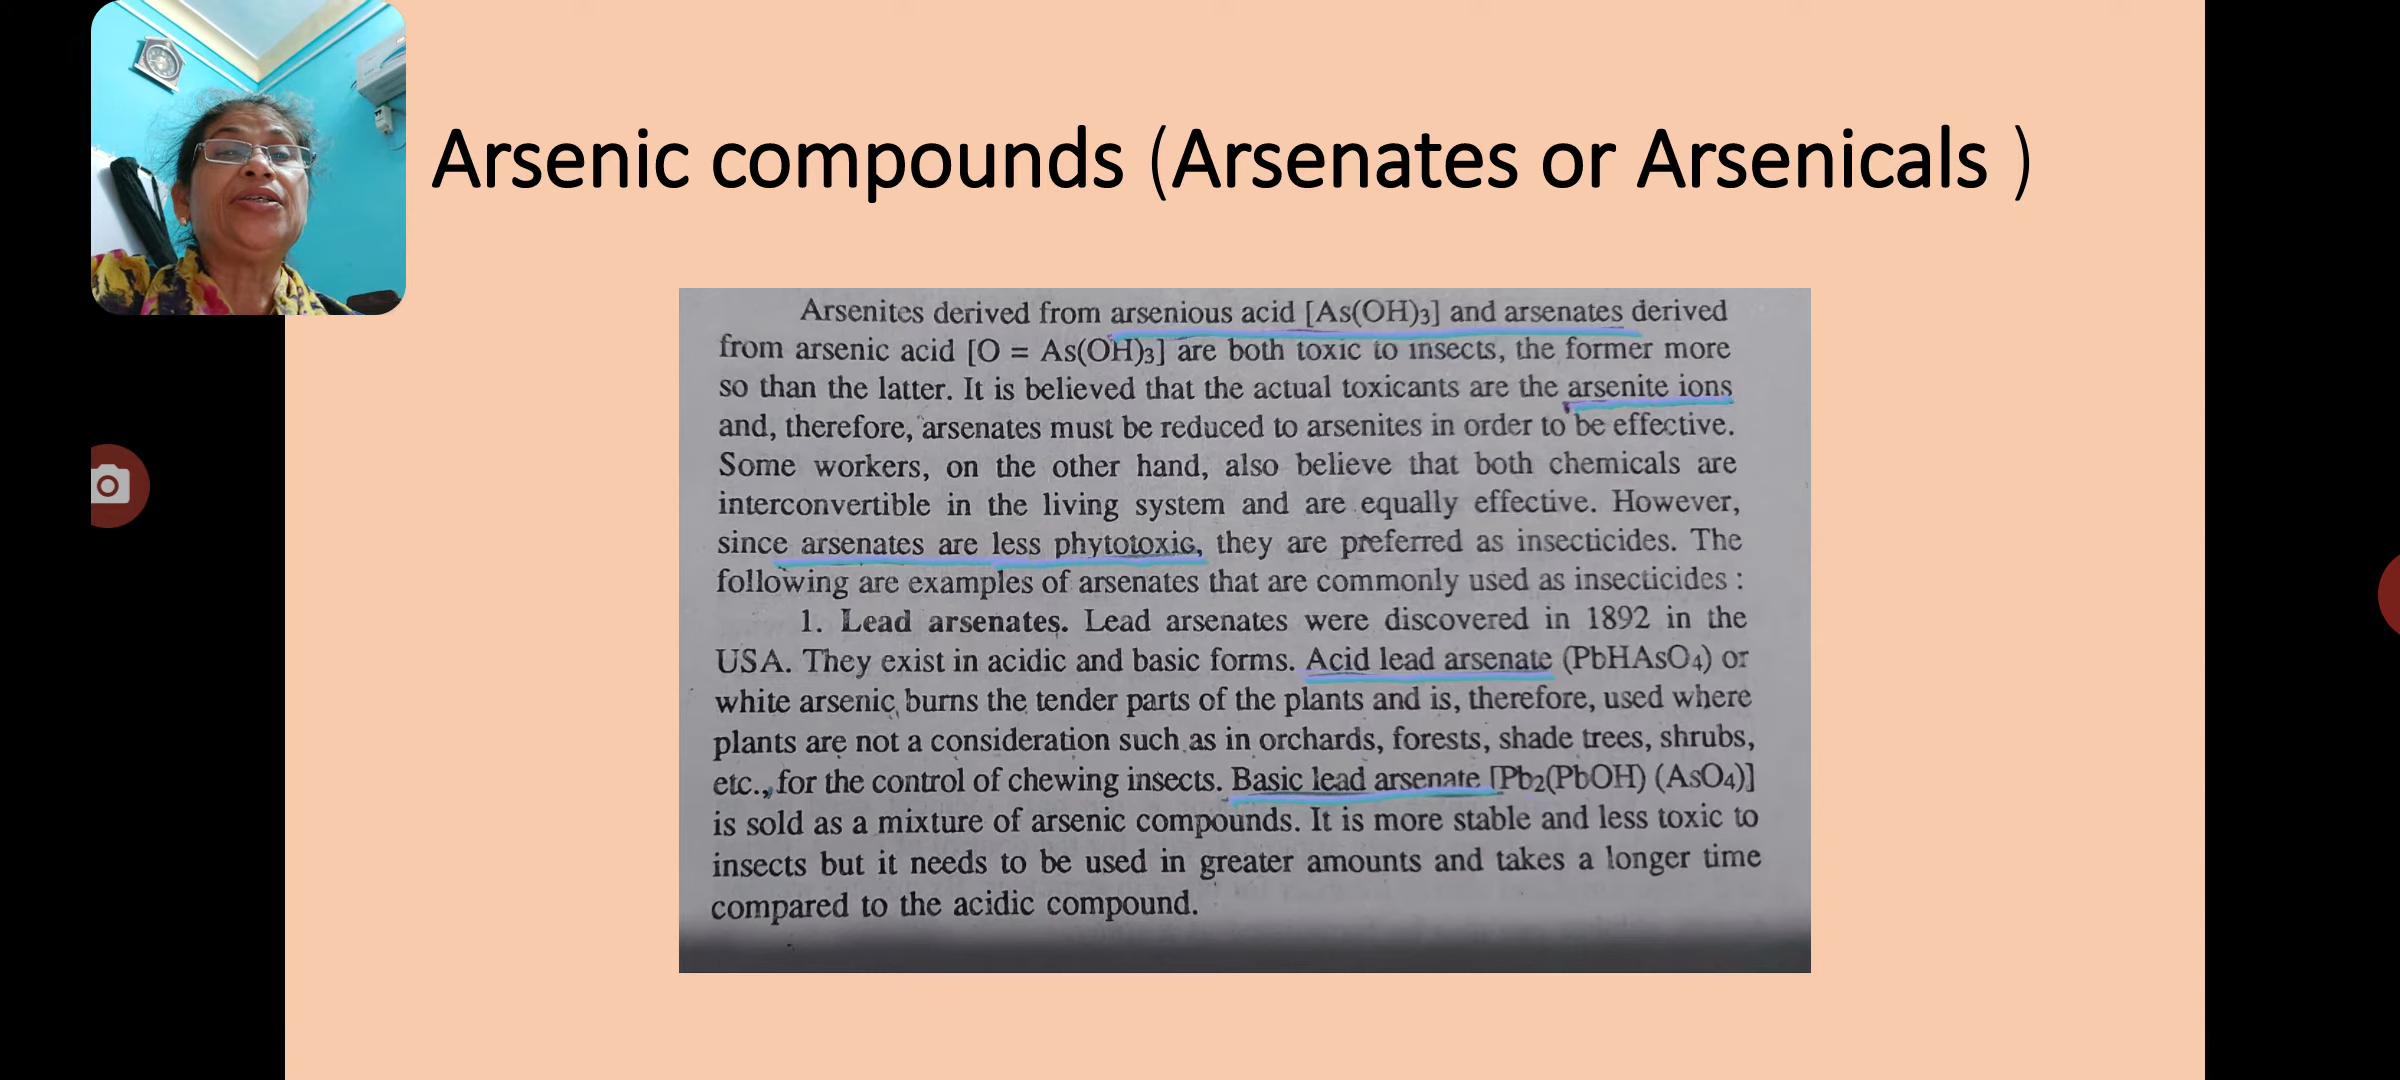 Arsenic compounds (Arsenates or Arsenicals )
Arsenites derived from arsenious acid [As(OH)₃] and arsenates derived
from arsenic acid [O = As(OH)₃] are both toxic to insects, the former more
so than the latter. It is believed that the actual toxicants are the arsenite ions
and, therefore, arsenates must be reduced to arsenites in order to be effective.
Some workers, on the other hand, also believe that both chemicals are
interconvertible in the living system and are equally effective. However,
since arsenates are less phytotoxic, they are preferred as insecticides. The
following are examples of arsenates that are commonly used as insecticides :
1. Lead arsenates. Lead arsenates were discovered in 1892 in the
USA. They exist in acidic and basic forms. Acid lead arsenate (PbHAsO₄) or
white arsenic burns the tender parts of the plants and is, therefore, used where
plants are not a consideration such as in orchards, forests, shade trees, shrubs,
etc., for the control of chewing insects. Basic lead arsenate [Pb₂(PbOH) (AsO₄)]
is sold as a mixture of arsenic compounds. It is more stable and less toxic to
insects but it needs to be used in greater amounts and takes a longer time
compared to the acidic compound.